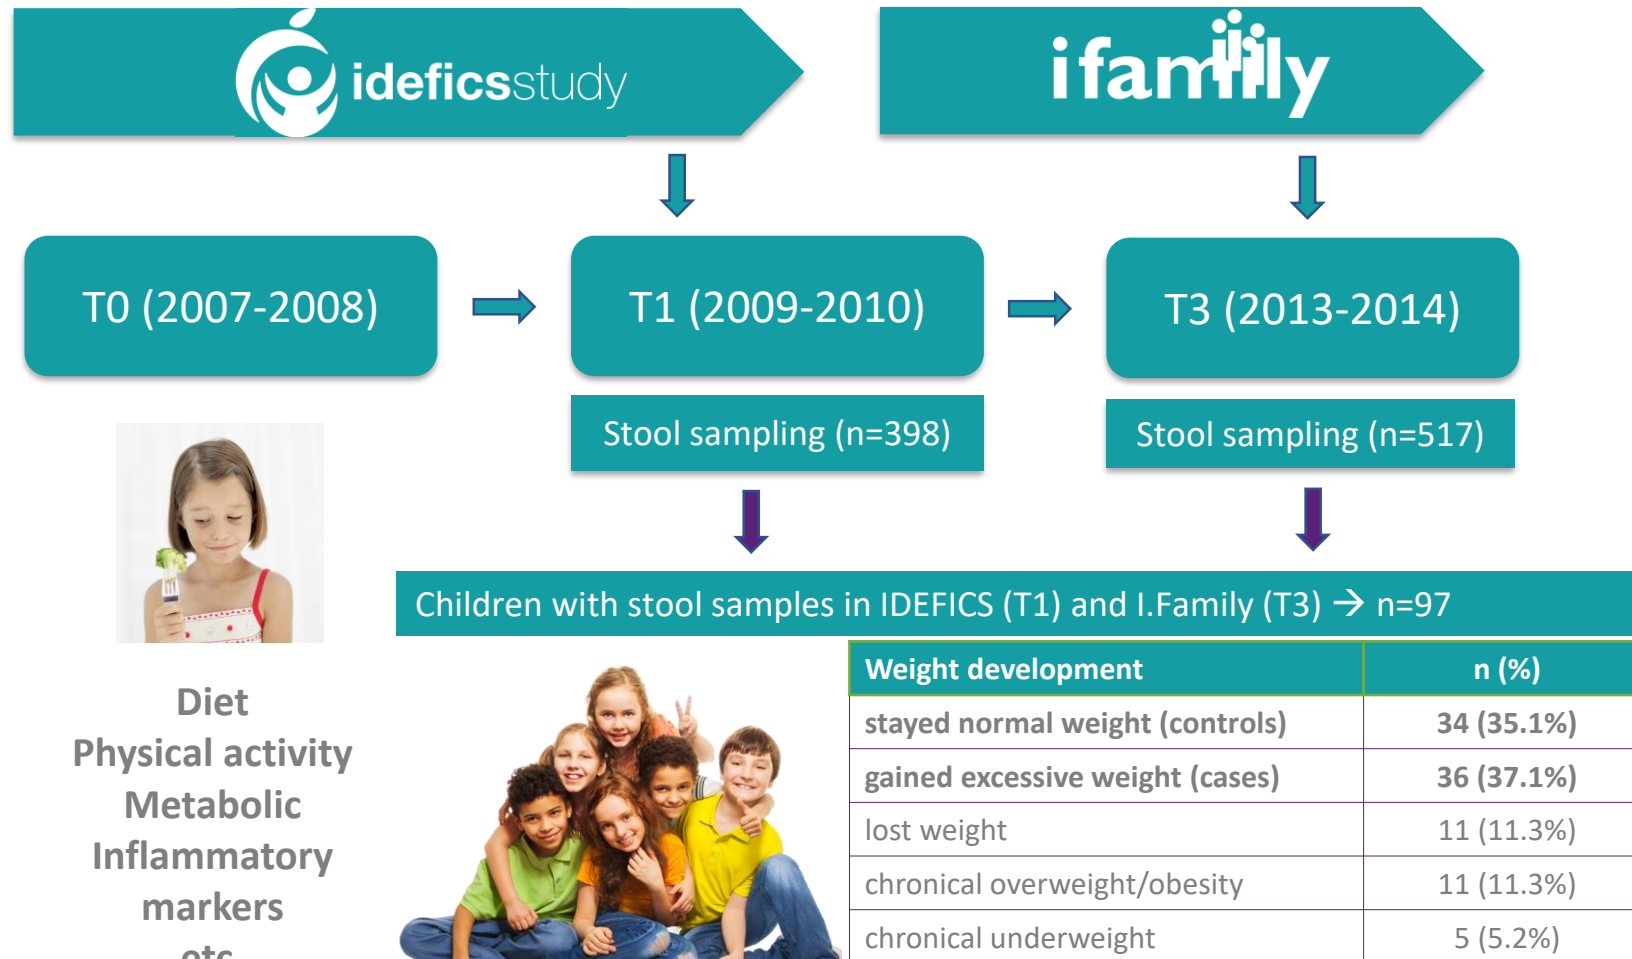 ideficsstudy
ifamily
T0 (2007-2008)
T1 (2009-2010)
T3 (2013-2014)
Stool sampling (n=398)
Stool sampling (n=517)
Children with stool samples in IDEFICS (T1) and I.Family (T3) → n=97
Weight development n (%)
stayed normal weight (controls) 34 (35.1%)
gained excessive weight (cases) 36 (37.1%)
lost weight 11 (11.3%)
chronical overweight/obesity 11 (11.3%)
chronical underweight 5 (5.2%)
Diet
Physical activity
Metabolic
Inflammatory
markers
etc